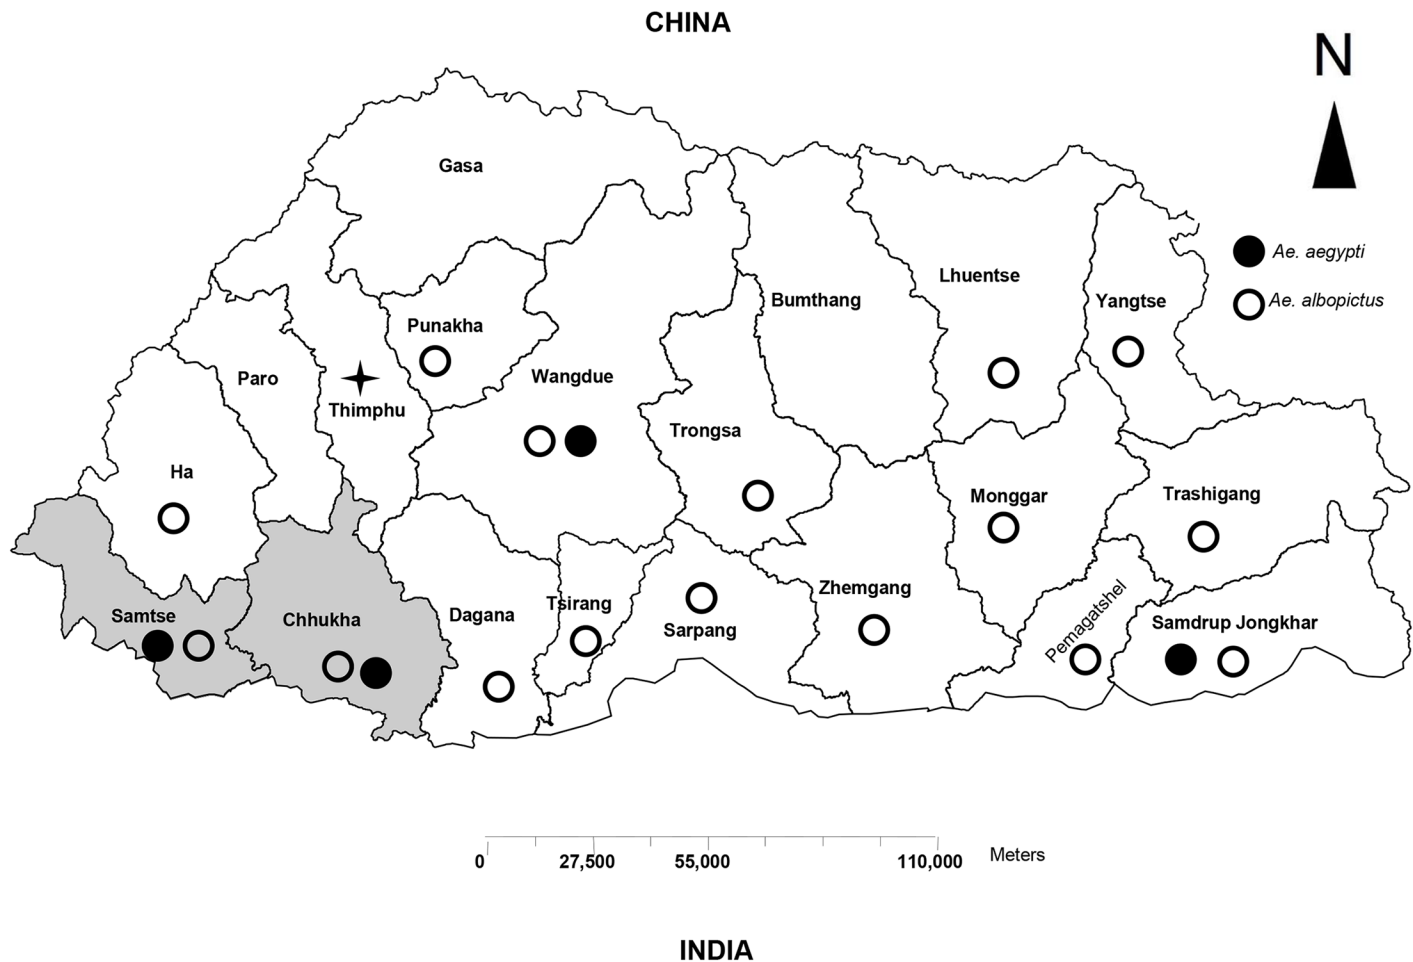 CHINA
N
Gasa
Ae. aegypti
Lhuentse
Bumthang
Yangtse
Ae. albopictus
Punakha
Wangdue
Paro
Thimphu
Trongsa
Ha
Monggar
Trashigang
Zhemgang
Tsirang
Pemagatshel
Samtse
Chhukha
Dagana
Sarpang
Samdrup Jongkhar
0 27,500 55,000 110,000 Meters
INDIA